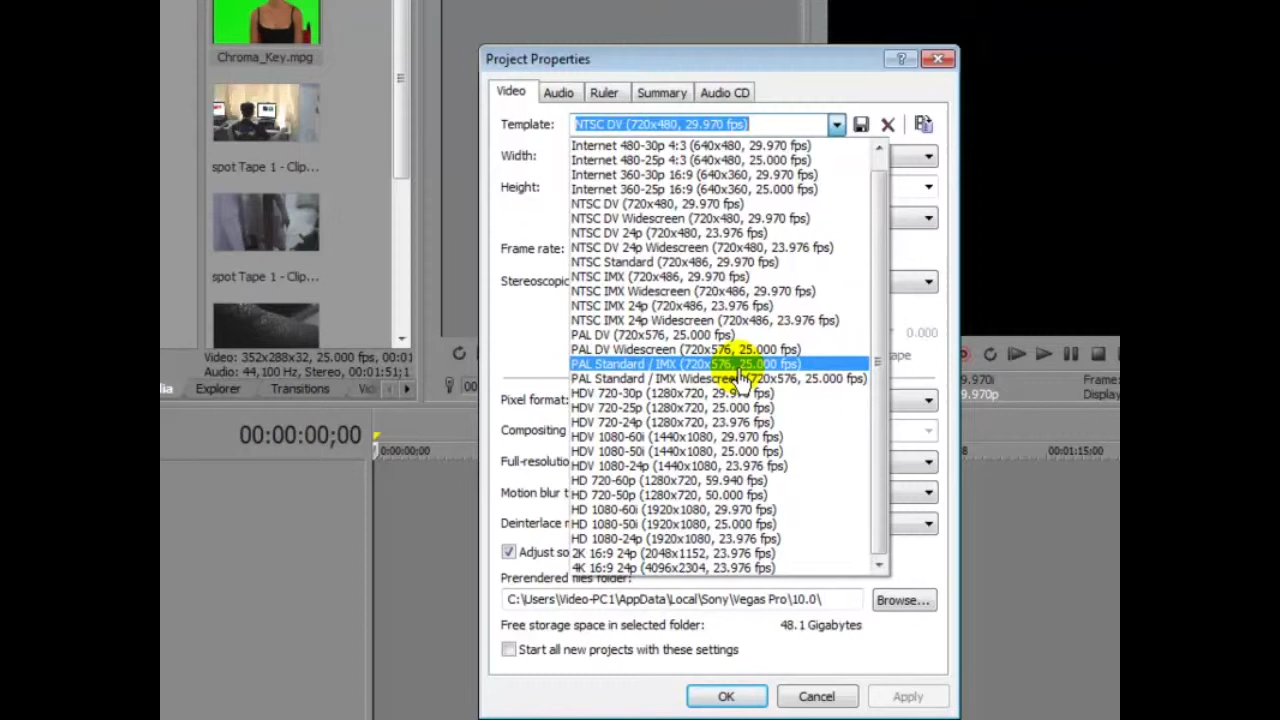 Chroma_Key.mpg
spot Tape 1 - Clip...
spot Tape 1 - Clip...
Video: 352x288x32, 25.000 fps, 00:01
Audio: 44,100 Hz, Stereo, 00:01:51;1
Explorer
Transitions
00:00:00;00
0:00:00;00
00:01:15:00
Frame:
Display
Project Properties
Video
Audio
Ruler
Summary
Audio CD
Template:
NTSC DV (720x480, 29.970 fps)
Width:
Height:
Frame rate:
Stereoscopic
Internet 480-30p 4:3 (640x480, 29.970 fps)
Internet 480-25p 4:3 (640x480, 25.000 fps)
Internet 360-30p 16:9 (640x360, 29.970 fps)
Internet 360-25p 16:9 (640x360, 25.000 fps)
NTSC DV (720x480, 29.970 fps)
NTSC DV Widescreen (720x480, 29.970 fps)
NTSC DV 24p (720x480, 23.976 fps)
NTSC DV 24p Widescreen (720x480, 23.976 fps)
NTSC Standard (720x486, 29.970 fps)
NTSC IMX (720x486, 29.970 fps)
NTSC IMX Widescreen (720x486, 29.970 fps)
NTSC IMX 24p (720x486, 23.976 fps)
NTSC IMX 24p Widescreen (720x486, 23.976 fps)
PAL DV (720x576, 25.000 fps)
PAL DV Widescreen (720x576, 25.000 fps)
PAL Standard / IMX (720x576, 25.000 fps)
PAL Standard / IMX Widescreen (720x576, 25.000 fps)
HDV 720-30p (1280x720, 29.970 fps)
HDV 720-25p (1280x720, 25.000 fps)
HDV 720-24p (1280x720, 23.976 fps)
HDV 1080-60i (1440x1080, 29.970 fps)
HDV 1080-50i (1440x1080, 25.000 fps)
HDV 1080-24p (1440x1080, 23.976 fps)
HD 720-60p (1280x720, 59.940 fps)
HD 720-50p (1280x720, 50.000 fps)
HD 1080-60i (1920x1080, 29.970 fps)
HD 1080-50i (1920x1080, 25.000 fps)
HD 1080-24p (1920x1080, 23.976 fps)
2K 16:9 24p (2048x1152, 23.976 fps)
4K 16:9 24p (4096x2304, 23.976 fps)
0.000
Pixel format:
Compositing
Full-resolutio
Motion blur t
Deinterlace m
Adjust so
Prerendered files folder:
C:\Users\Video-PC1\AppData\Local\Sony\Vegas Pro\10.0\
Browse...
Free storage space in selected folder:
48.1 Gigabytes
Start all new projects with these settings
OK
Cancel
Apply